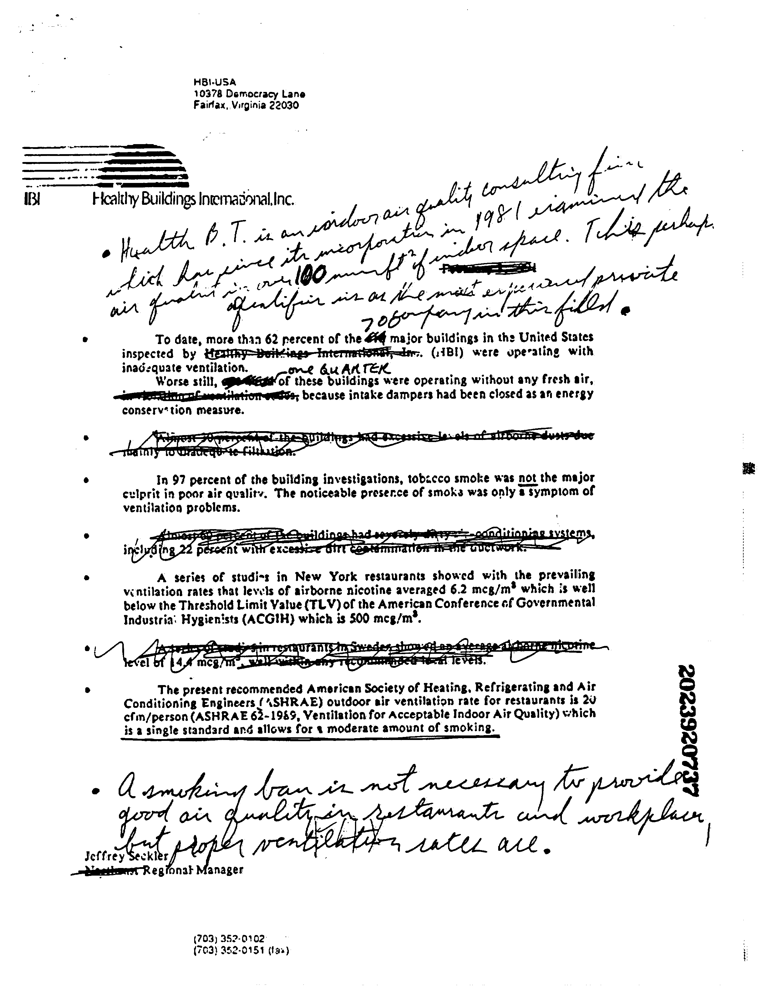 HBI-USA
10378 Democracy Lane
Fairfax, Virginia 22030
HBI
Healthy Buildings International, Inc.
• Health B.T. is an indoor air quality consulting firm
which has since its incorporation in 1981 examined the
air quality in over 100 mm ft² of indoor space. This perhaps
qualifies us as the most experienced private
company in this field.
• To date, more than 62 percent of the major buildings in the United States
inspected by Healthy Buildings International, Inc. (HBI) were operating with
inadequate ventilation.
one QUARTER
Worse still, of these buildings were operating without any fresh air,
in violation of ventilation codes, because intake dampers had been closed as an energy
conservation measure.
• Almost 30 percent of the buildings had excessive levels of airborne dusts due
mainly to inadequate filtration.
• In 97 percent of the building investigations, tobacco smoke was not the major
culprit in poor air quality. The noticeable presence of smoke was only a symptom of
ventilation problems.
• Almost percent of the buildings had severely dirty air-conditioning systems,
including 22 percent with excessive dirt contamination in the ductwork.
• A series of studies in New York restaurants showed with the prevailing
ventilation rates that levels of airborne nicotine averaged 6.2 mcg/m³ which is well
below the Threshold Limit Value (TLV) of the American Conference of Governmental
Industrial Hygienists (ACGIH) which is 500 mcg/m³.
• A series of studies in restaurants in Sweden showed an average airborne nicotine
level of 14.4 mcg/m³, well within any recommended levels.
• The present recommended American Society of Heating, Refrigerating and Air
Conditioning Engineers (ASHRAE) outdoor air ventilation rate for restaurants is 20
cfm/person (ASHRAE 62-1989, Ventilation for Acceptable Indoor Air Quality) which
is a single standard and allows for a moderate amount of smoking.
2023920737
• A smoking ban is not necessary to provide
good air quality in restaurants and workplaces,
but proper ventilation rates are.
Jeffrey Seckler
Northeast Regional Manager
(703) 352-0102
(703) 352-0151 (fax)